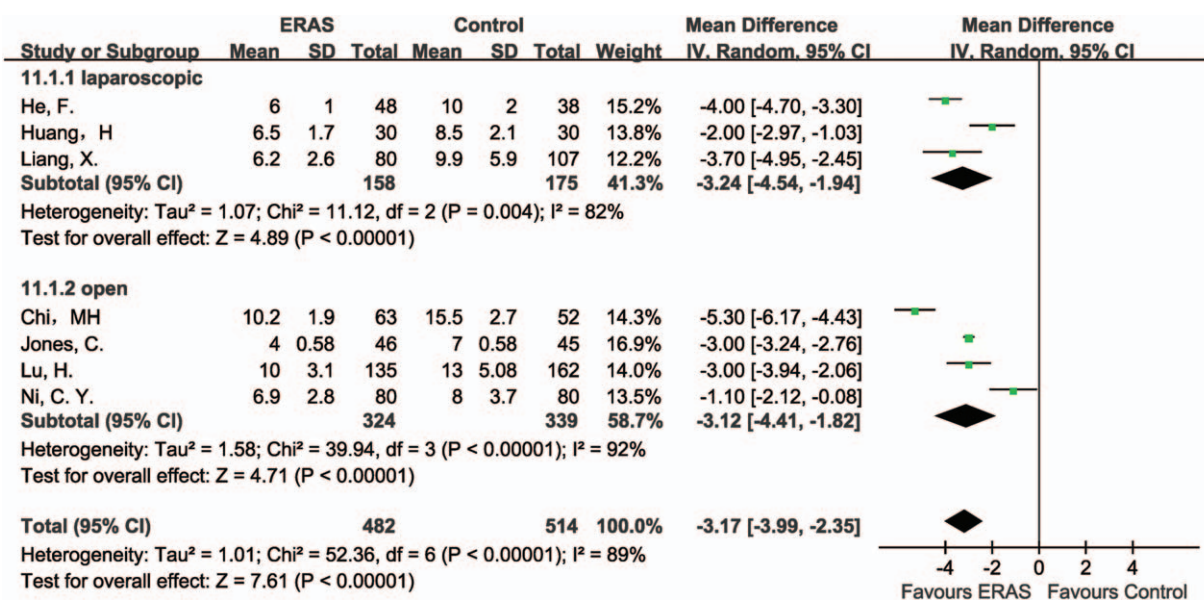 ERAS Control Mean Difference Mean Difference
Study or Subgroup Mean SD Total Mean SD Total Weight IV, Random, 95% CI IV, Random, 95% CI
11.1.1 laparoscopic
He, F. 6 1 48 10 2 38 15.2% -4.00 [-4.70, -3.30]
Huang, H 6.5 1.7 30 8.5 2.1 30 13.8% -2.00 [-2.97, -1.03]
Liang, X. 6.2 2.6 80 9.9 5.9 107 12.2% -3.70 [-4.95, -2.45]
Subtotal (95% CI) 158 175 41.3% -3.24 [-4.54, -1.94]
Heterogeneity: Tau² = 1.07; Chi² = 11.12, df = 2 (P = 0.004); I² = 82%
Test for overall effect: Z = 4.89 (P < 0.00001)
11.1.2 open
Chi, MH 10.2 1.9 63 15.5 2.7 52 14.3% -5.30 [-6.17, -4.43]
Jones, C. 4 0.58 46 7 0.58 45 16.9% -3.00 [-3.24, -2.76]
Lu, H. 10 3.1 135 13 5.08 162 14.0% -3.00 [-3.94, -2.06]
Ni, C. Y. 6.9 2.8 80 8 3.7 80 13.5% -1.10 [-2.12, -0.08]
Subtotal (95% CI) 324 339 58.7% -3.12 [-4.41, -1.82]
Heterogeneity: Tau² = 1.58; Chi² = 39.94, df = 3 (P < 0.00001); I² = 92%
Test for overall effect: Z = 4.71 (P < 0.00001)
Total (95% CI) 482 514 100.0% -3.17 [-3.99, -2.35]
Heterogeneity: Tau² = 1.01; Chi² = 52.36, df = 6 (P < 0.00001); I² = 89%
Test for overall effect: Z = 7.61 (P < 0.00001)
-4 -2 0 2 4
Favours ERAS Favours Control